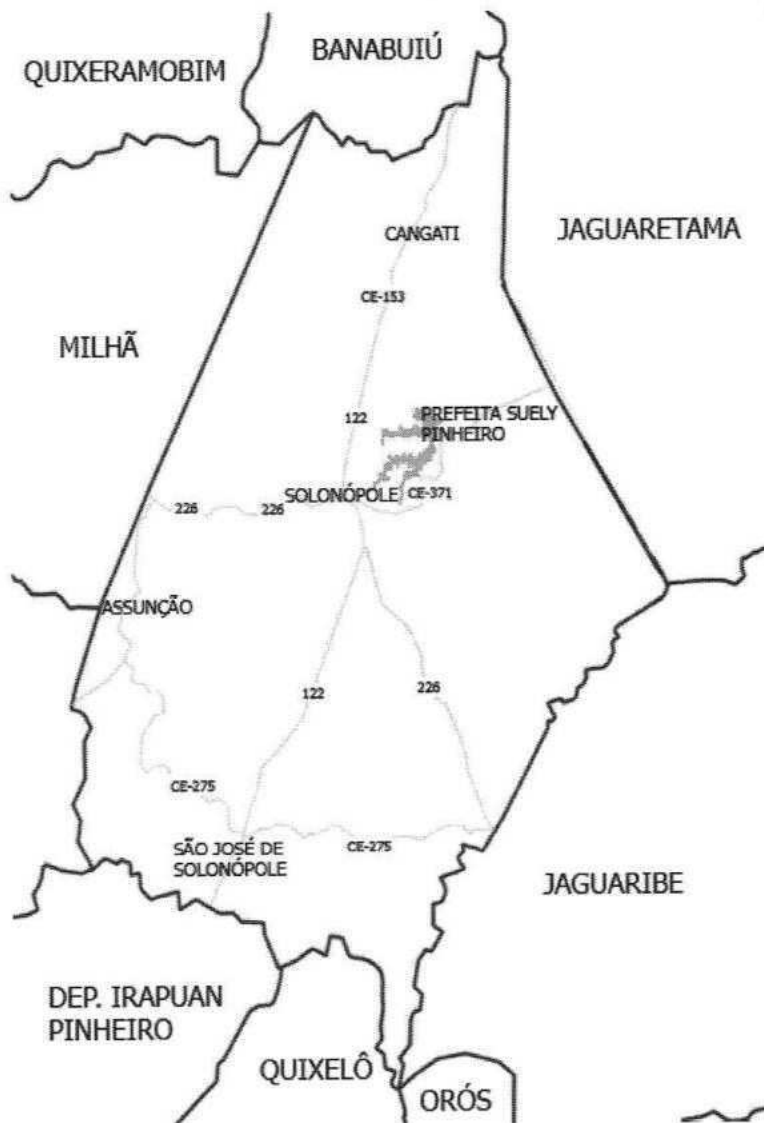 BANABUIÚ
QUIXERAMOBIM
CANGATI
JAGUARETAMA
CE-153
MILHÃ
122
PREFEITA SUELY
PINHEIRO
SOLONÓPOLE
CE-371
226
226
ASSUNÇÃO
122
226
CE-275
SÃO JOSÉ DE
SOLONÓPOLE
CE-275
JAGUARIBE
DEP. IRAPUAN
PINHEIRO
QUIXELÔ
ORÓS